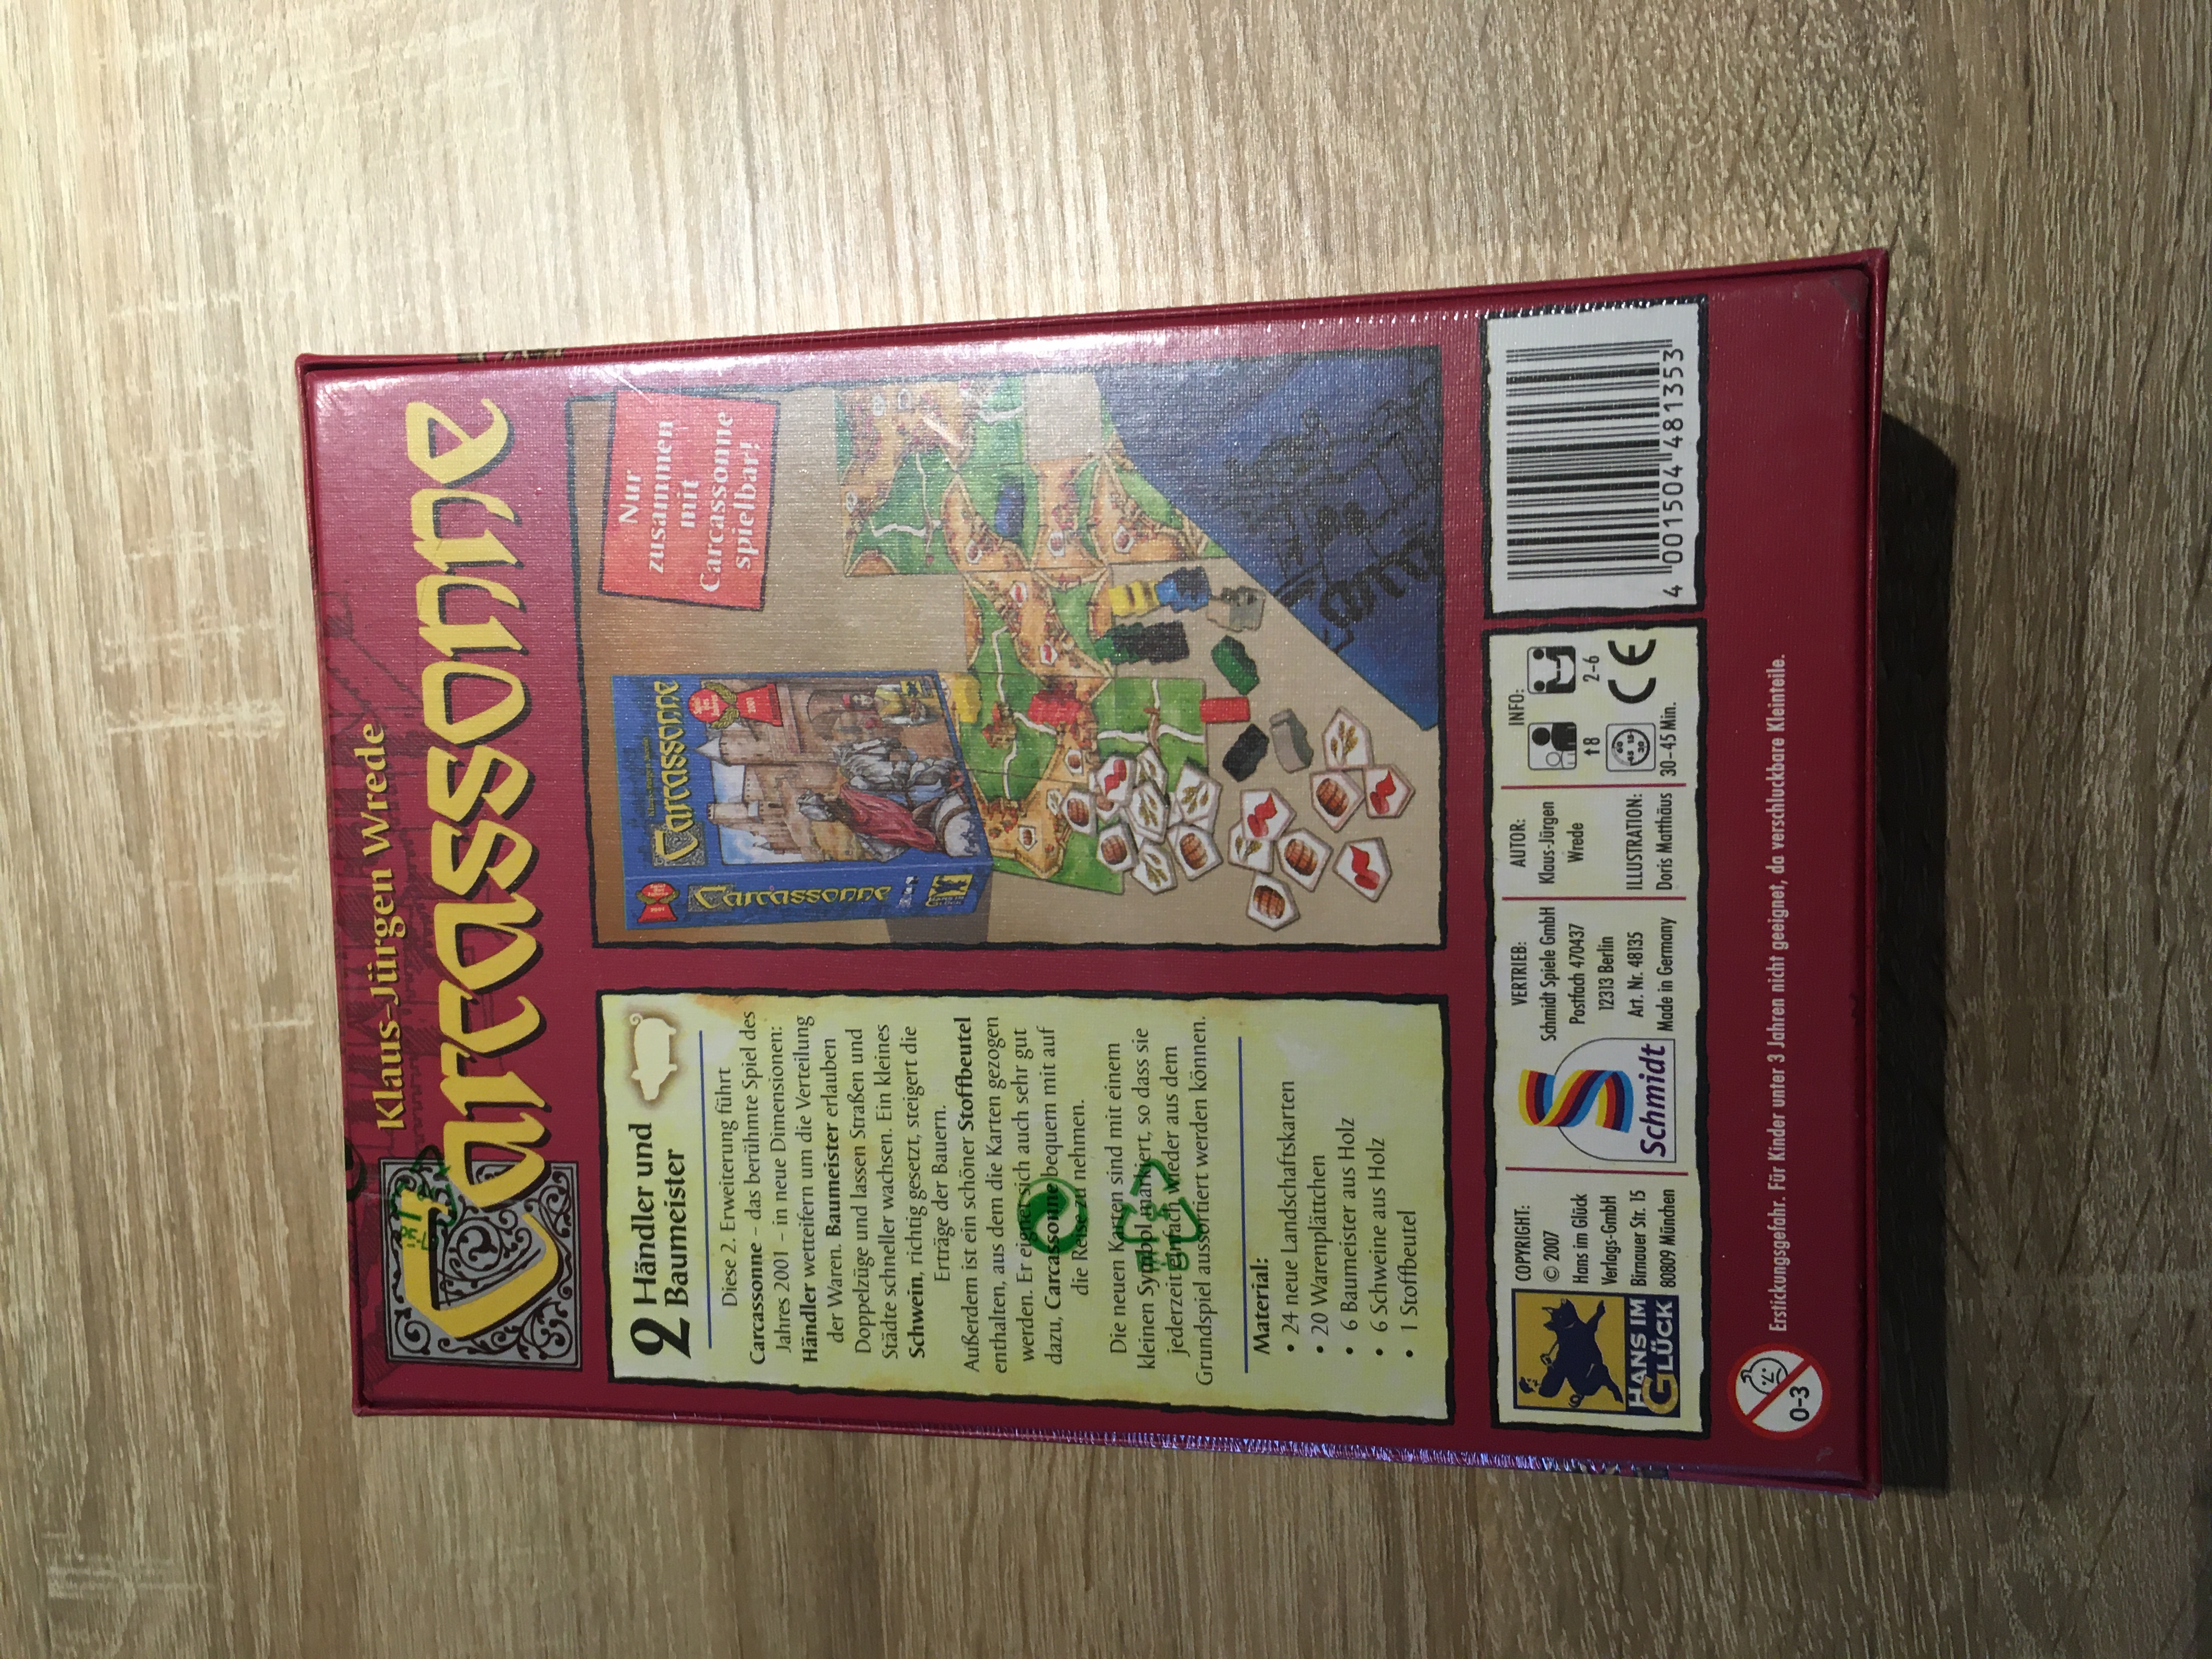 Klaus-Jürgen Wrede
Carcassonne
2 Händler und
Baumeister
Diese 2. Erweiterung führt
Carcassonne – das berühmte Spiel des
Jahres 2001 – in neue Dimensionen:
Händler wetteifern um die Verteilung
der Waren. Baumeister erlauben
Doppelzüge und lassen Straßen und
Städte schneller wachsen. Ein kleines
Schwein, richtig gesetzt, steigert die
Erträge der Bauern.
Außerdem ist ein schöner Stoffbeutel
enthalten, aus dem die Karten gezogen
werden. Er eignet sich auch sehr gut
dazu, Carcassonne bequem mit auf
die Reise zu nehmen.
Die neuen Karten sind mit einem
kleinen Symbol markiert, so dass sie
jederzeit einfach wieder aus dem
Grundspiel aussortiert werden können.
Material:
• 24 neue Landschaftskarten
• 20 Warenplättchen
• 6 Baumeister aus Holz
• 6 Schweine aus Holz
• 1 Stoffbeutel
Nur
zusammen
mit
Carcassonne
spielbar!
Carcassonne
Carcassonne
2001
HANS IM
GLÜCK
COPYRIGHT:
© 2007
Hans im Glück
Verlags-GmbH
Birnauer Str. 15
80809 München
Schmidt
VERTRIEB:
Schmidt Spiele GmbH
Postfach 470437
12313 Berlin
Art. Nr. 48135
Made in Germany
AUTOR:
Klaus-Jürgen
Wrede
ILLUSTRATION:
Doris Matthäus
INFO:
8
2-6
30-45 Min.
CE
4 001504 481353
0-3
Erstickungsgefahr. Für Kinder unter 3 Jahren nicht geeignet, da verschluckbare Kleinteile.